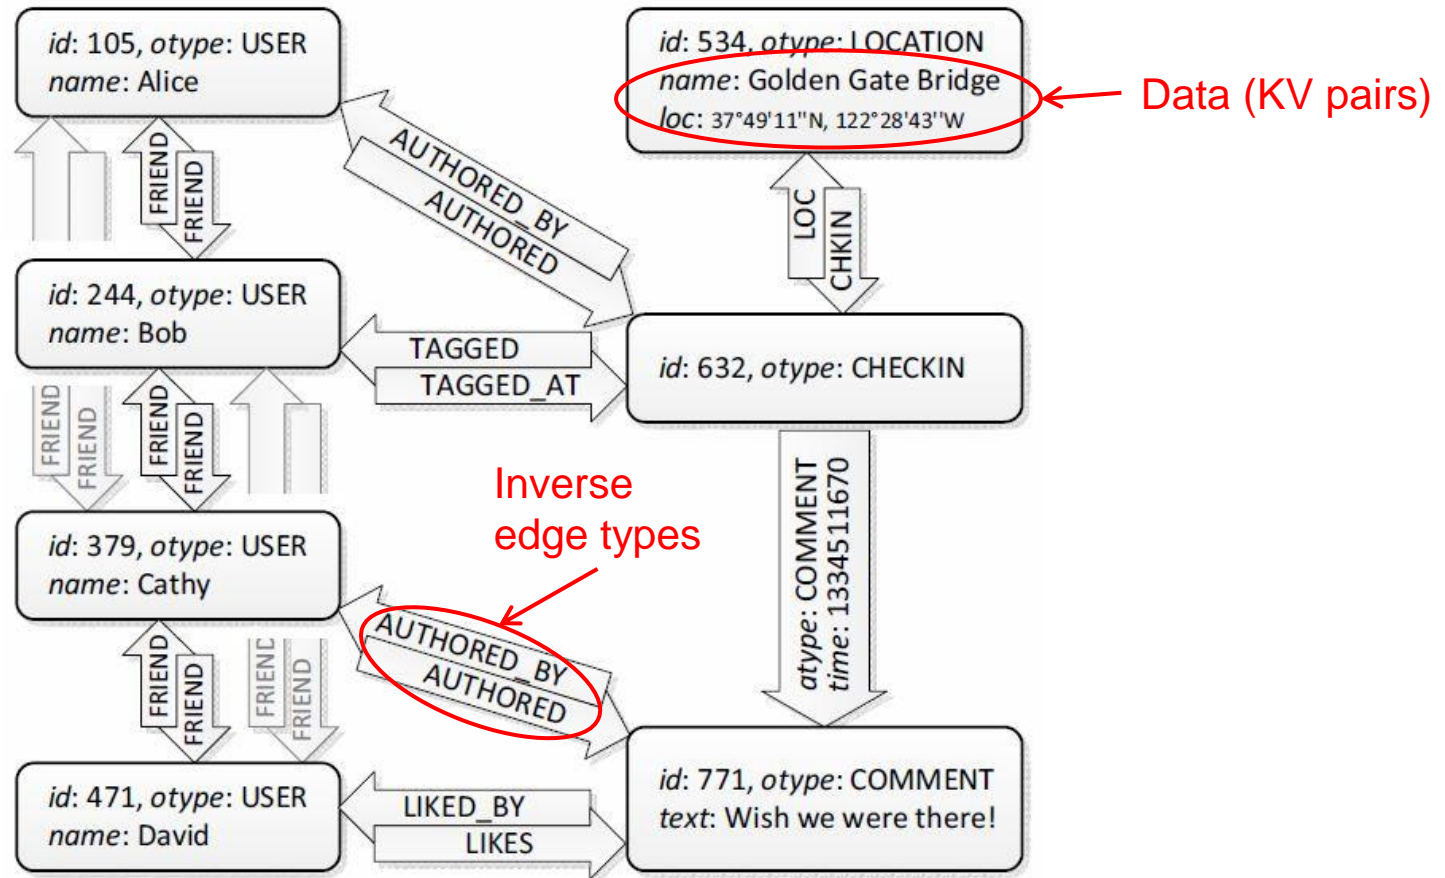 id: 105, otype: USER
name: Alice
id: 534, otype: LOCATION
name: Golden Gate Bridge
loc: 37°49'11"N, 122°28'43''W
Data (KV pairs)
FRIEND
FRIEND
AUTHORED_BY
AUTHORED
LOC
CHKIN
id: 244, otype: USER
name: Bob
TAGGED
TAGGED_AT
id: 632, otype: CHECKIN
FRIEND
FRIEND
FRIEND
FRIEND
Inverse
edge types
atype: COMMENT
time: 1334511670
id: 379, otype: USER
name: Cathy
AUTHORED_BY
AUTHORED
FRIEND
FRIEND
FRIEND
FRIEND
id: 471, otype: USER
name: David
LIKED_BY
LIKES
id: 771, otype: COMMENT
text: Wish we were there!